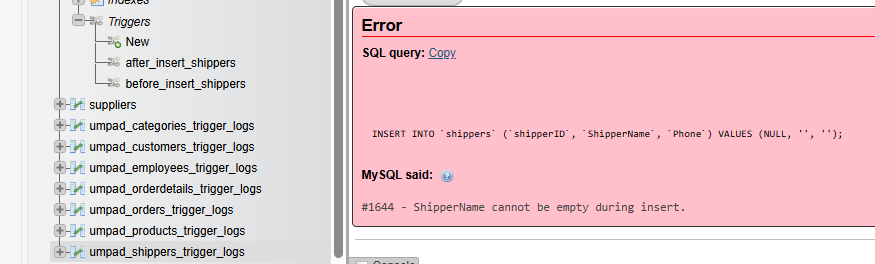 Indexes
Triggers
New
after_insert_shippers
before_insert_shippers
suppliers
umpad_categories_trigger_logs
umpad_customers_trigger_logs
umpad_employees_trigger_logs
umpad_orderdetails_trigger_logs
umpad_orders_trigger_logs
umpad_products_trigger_logs
umpad_shippers_trigger_logs
Error
SQL query: Copy
INSERT INTO `shippers` (`shipperID`, `ShipperName`, `Phone`) VALUES (NULL, '', '');
MySQL said:
#1644 - ShipperName cannot be empty during insert.
Console